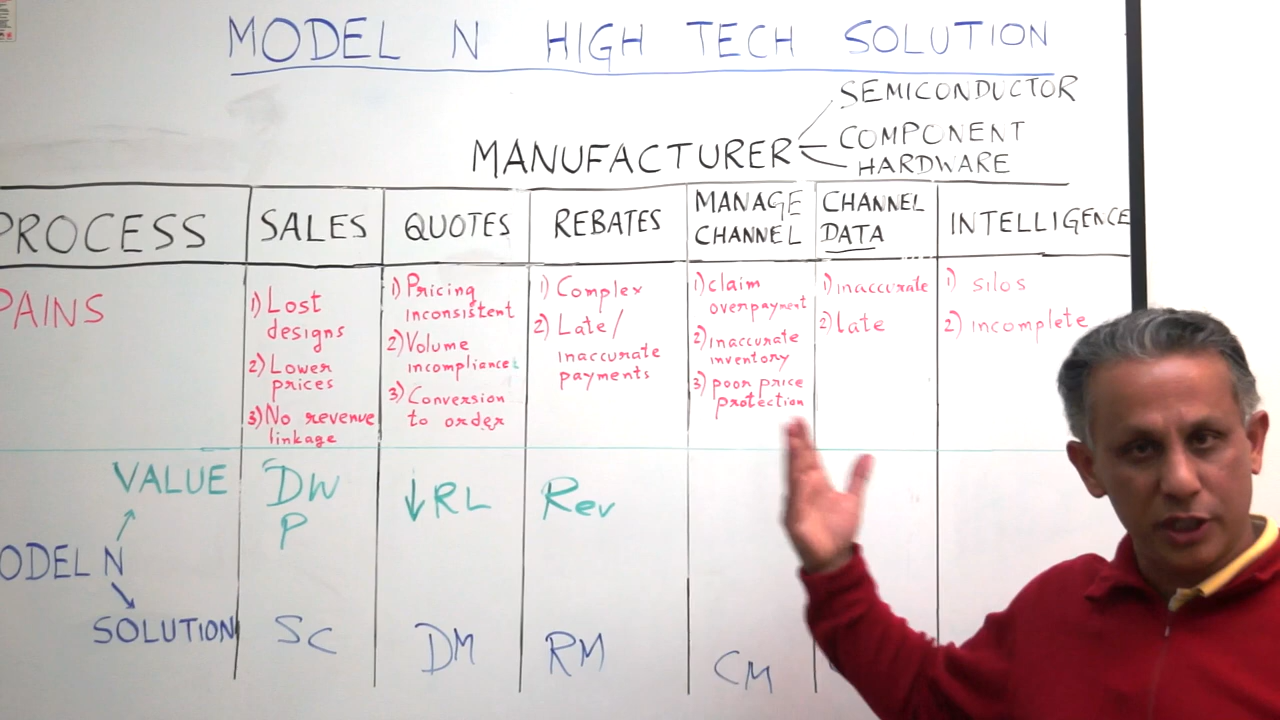 MODEL N HIGH TECH SOLUTION
SEMICONDUCTOR
MANUFACTURER
COMPONENT
HARDWARE
PROCESS
SALES
QUOTES
REBATES
MANAGE
CHANNEL
CHANNEL
DATA
INTELLIGENCE
PAINS
1) Lost
designs
2) Lower
prices
3) No revenue
linkage
1) Pricing
inconsistent
2) Volume
incompliance
3) Conversion
to order
1) Complex
2) Late/
inaccurate
payments
1) claim
overpayment
2) inaccurate
inventory
3) poor price
protection
1) inaccurate
2) late
1) silos
2) incomplete
VALUE
DW
P
↓RL
Rev
ODEL N
SOLUTION
SC
DM
RM
CM